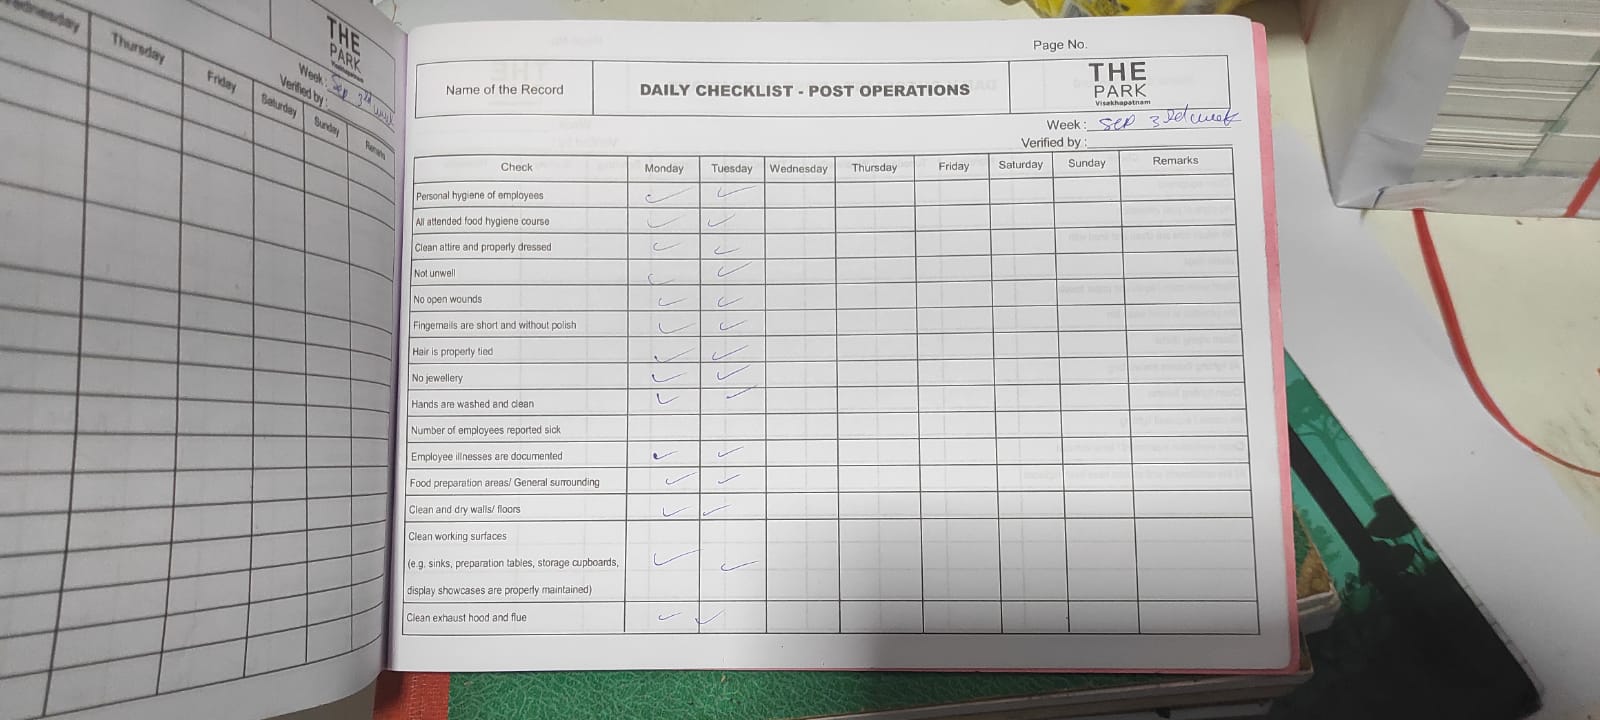 Wednesday Thursday Friday Saturday Sunday Remarks
THE
PARK
Visakhapatnam
Week: Sep 3rd week
Verified by:
Page No.
Name of the Record
DAILY CHECKLIST - POST OPERATIONS
THE
PARK
Visakhapatnam
Week: Sep 3rd week
Verified by:
Check Monday Tuesday Wednesday Thursday Friday Saturday Sunday Remarks
Personal hygiene of employees ✓ ✓
All attended food hygiene course ✓ ✓
Clean attire and properly dressed ✓ ✓
Not unwell ✓ ✓
No open wounds ✓ ✓
Fingernails are short and without polish ✓ ✓
Hair is properly tied ✓ ✓
No jewellery ✓ ✓
Hands are washed and clean ✓ ✓
Number of employees reported sick
Employee illnesses are documented ✓ ✓
Food preparation areas/ General surrounding ✓ ✓
Clean and dry walls/ floors ✓ ✓
Clean working surfaces
(e.g. sinks, preparation tables, storage cupboards, ✓ ✓
display showcases are properly maintained)
Clean exhaust hood and flue ✓ ✓